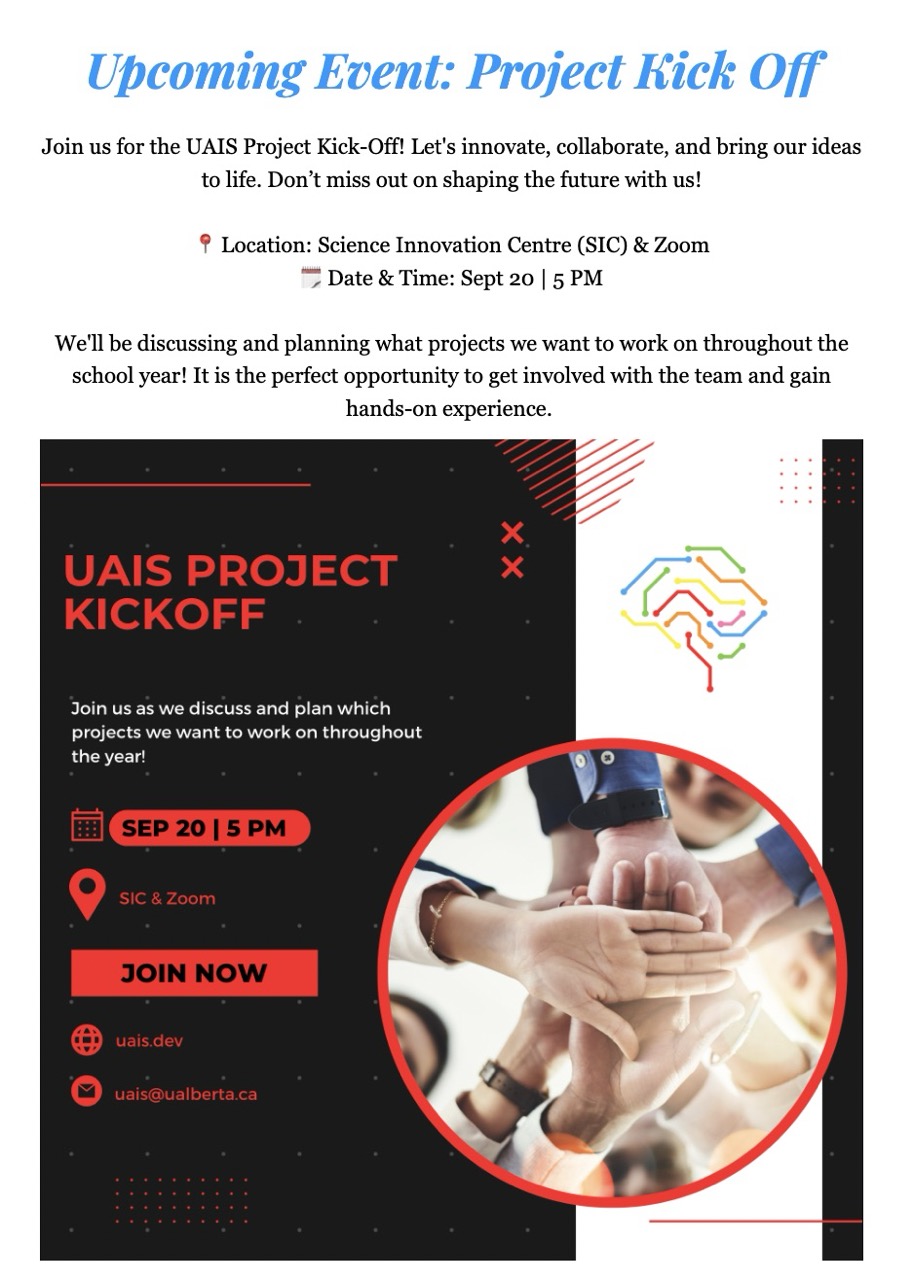 Upcoming Event: Project Kick Off
Join us for the UAIS Project Kick-Off! Let's innovate, collaborate, and bring our ideas
to life. Don’t miss out on shaping the future with us!
📍 Location: Science Innovation Centre (SIC) & Zoom
🗓️ Date & Time: Sept 20 | 5 PM
We'll be discussing and planning what projects we want to work on throughout the
school year! It is the perfect opportunity to get involved with the team and gain
hands-on experience.
UAIS PROJECT
KICKOFF
Join us as we discuss and plan which
projects we want to work on throughout
the year!
SEP 20 | 5 PM
SIC & Zoom
JOIN NOW
uais.dev
uais@ualberta.ca